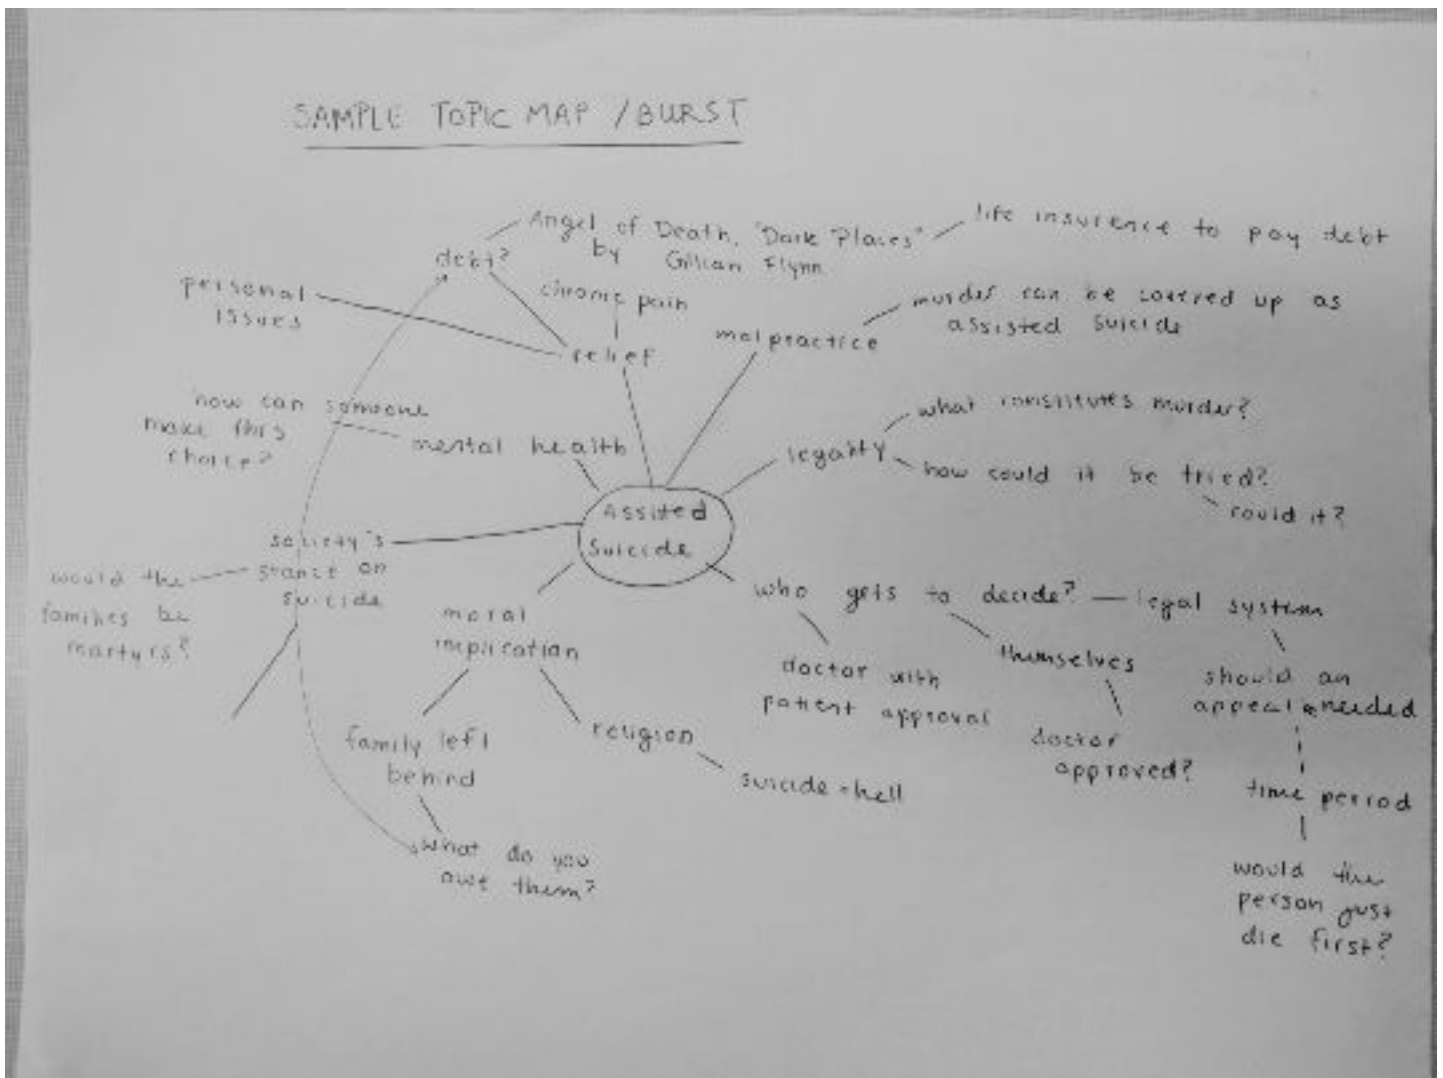 SAMPLE TOPIC MAP / BURST
Angel of Death, "Dark Places"
by Gillian Flynn
life insurence to pay debt
debt?
personal
issues
chronic pain
relief
malpractice
murder can be covered up as
assisted suicide
how can someone
make this
choice?
mental health
legality
what constitutes murder?
how could it be tried?
could it?
Assisted
Suicide
society's
stance on
suicide
would the
families be
martyrs?
moral
implication
who gets to decide?
legal system
doctor with
patient approval
themselves
doctor
approved?
should an
appeal needed
time period
would the
person just
die first?
family left
behind
religion
suicide = hell
what do you
owe them?